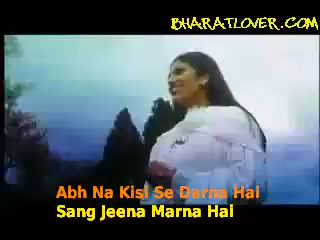 BHARATLOVER.COM
Abh Na Kisi Se Darna Hai
Sang Jeena Marna Hai